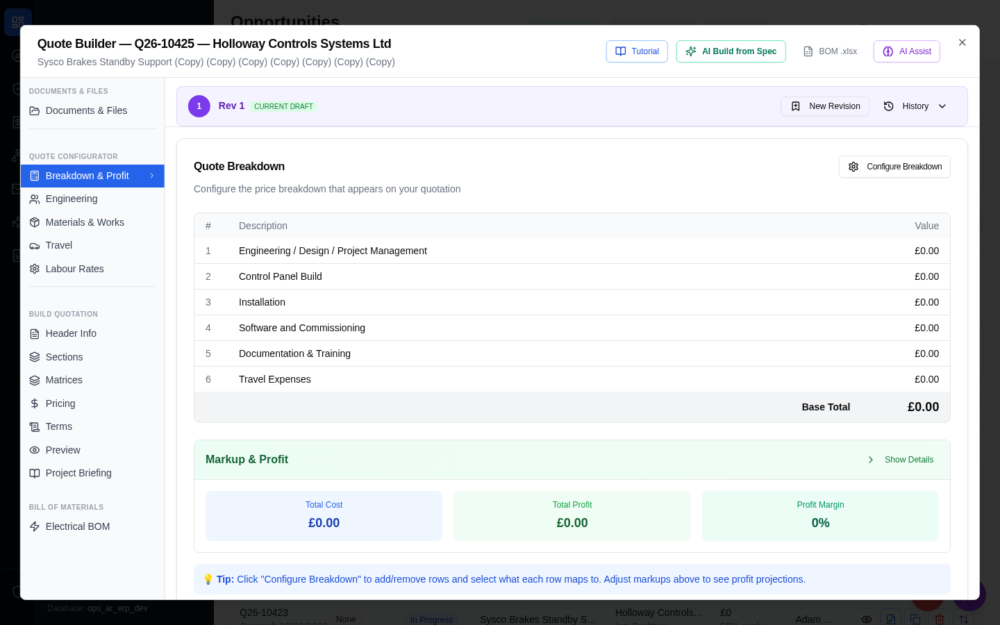 Opportunities
Quote Builder — Q26-10425 — Holloway Controls Systems Ltd
Sysco Brakes Standby Support (Copy) (Copy) (Copy) (Copy) (Copy) (Copy) (Copy)
Tutorial
AI Build from Spec
BOM .xlsx
AI Assist
DOCUMENTS & FILES
Documents & Files
QUOTE CONFIGURATOR
Breakdown & Profit
Engineering
Materials & Works
Travel
Labour Rates
BUILD QUOTATION
Header Info
Sections
Matrices
Pricing
Terms
Preview
Project Briefing
BILL OF MATERIALS
Electrical BOM
1 Rev 1 CURRENT DRAFT
New Revision
History
Quote Breakdown
Configure Breakdown
Configure the price breakdown that appears on your quotation
# Description Value
1 Engineering / Design / Project Management £0.00
2 Control Panel Build £0.00
3 Installation £0.00
4 Software and Commissioning £0.00
5 Documentation & Training £0.00
6 Travel Expenses £0.00
Base Total £0.00
Markup & Profit
Show Details
Total Cost
£0.00
Total Profit
£0.00
Profit Margin
0%
💡 Tip: Click "Configure Breakdown" to add/remove rows and select what each row maps to. Adjust markups above to see profit projections.
Database: ops_ar_erp_dev
Q26-10423 None In Progress Sysco Brakes Standby S... Holloway Controls... £0 Adam ...